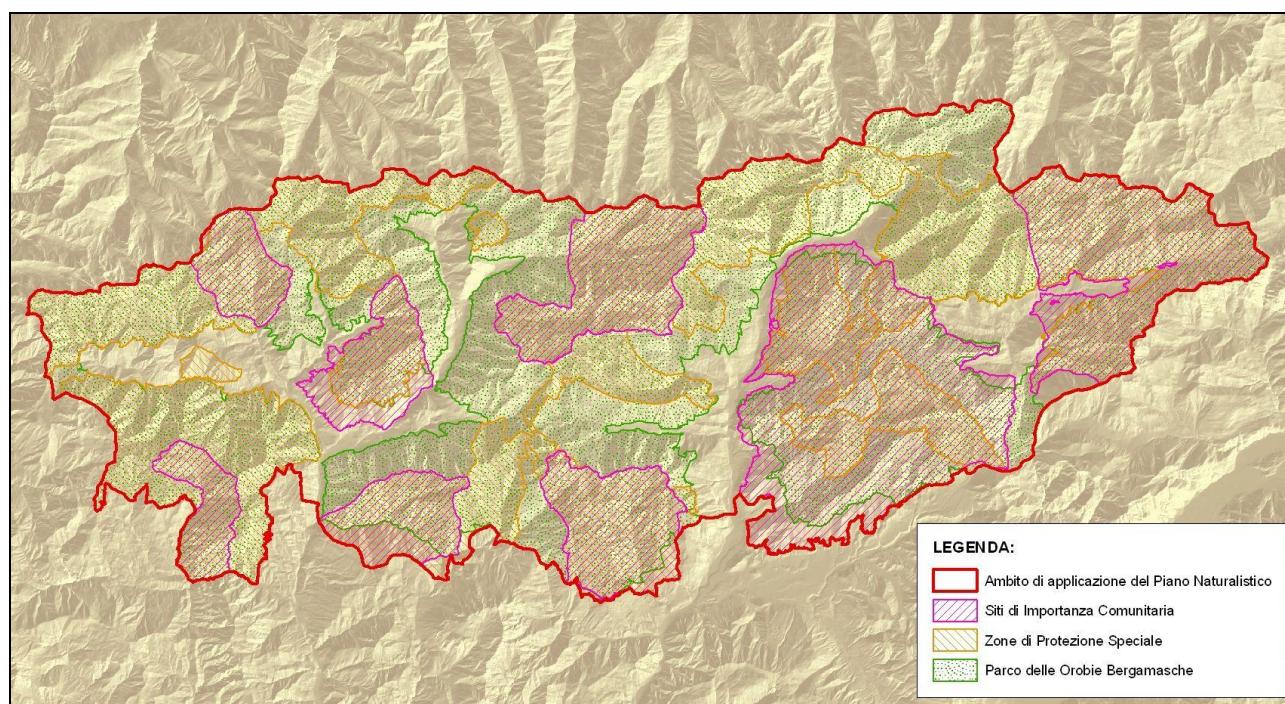 LEGENDA:
Ambito di applicazione del Piano Naturalistico
Siti di Importanza Comunitaria
Zone di Protezione Speciale
Parco delle Orobie Bergamasche